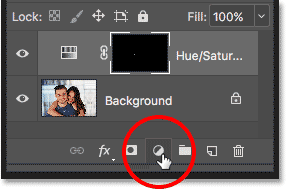 Lock:
Fill: 100%
Hue/Satur...
Background
fx